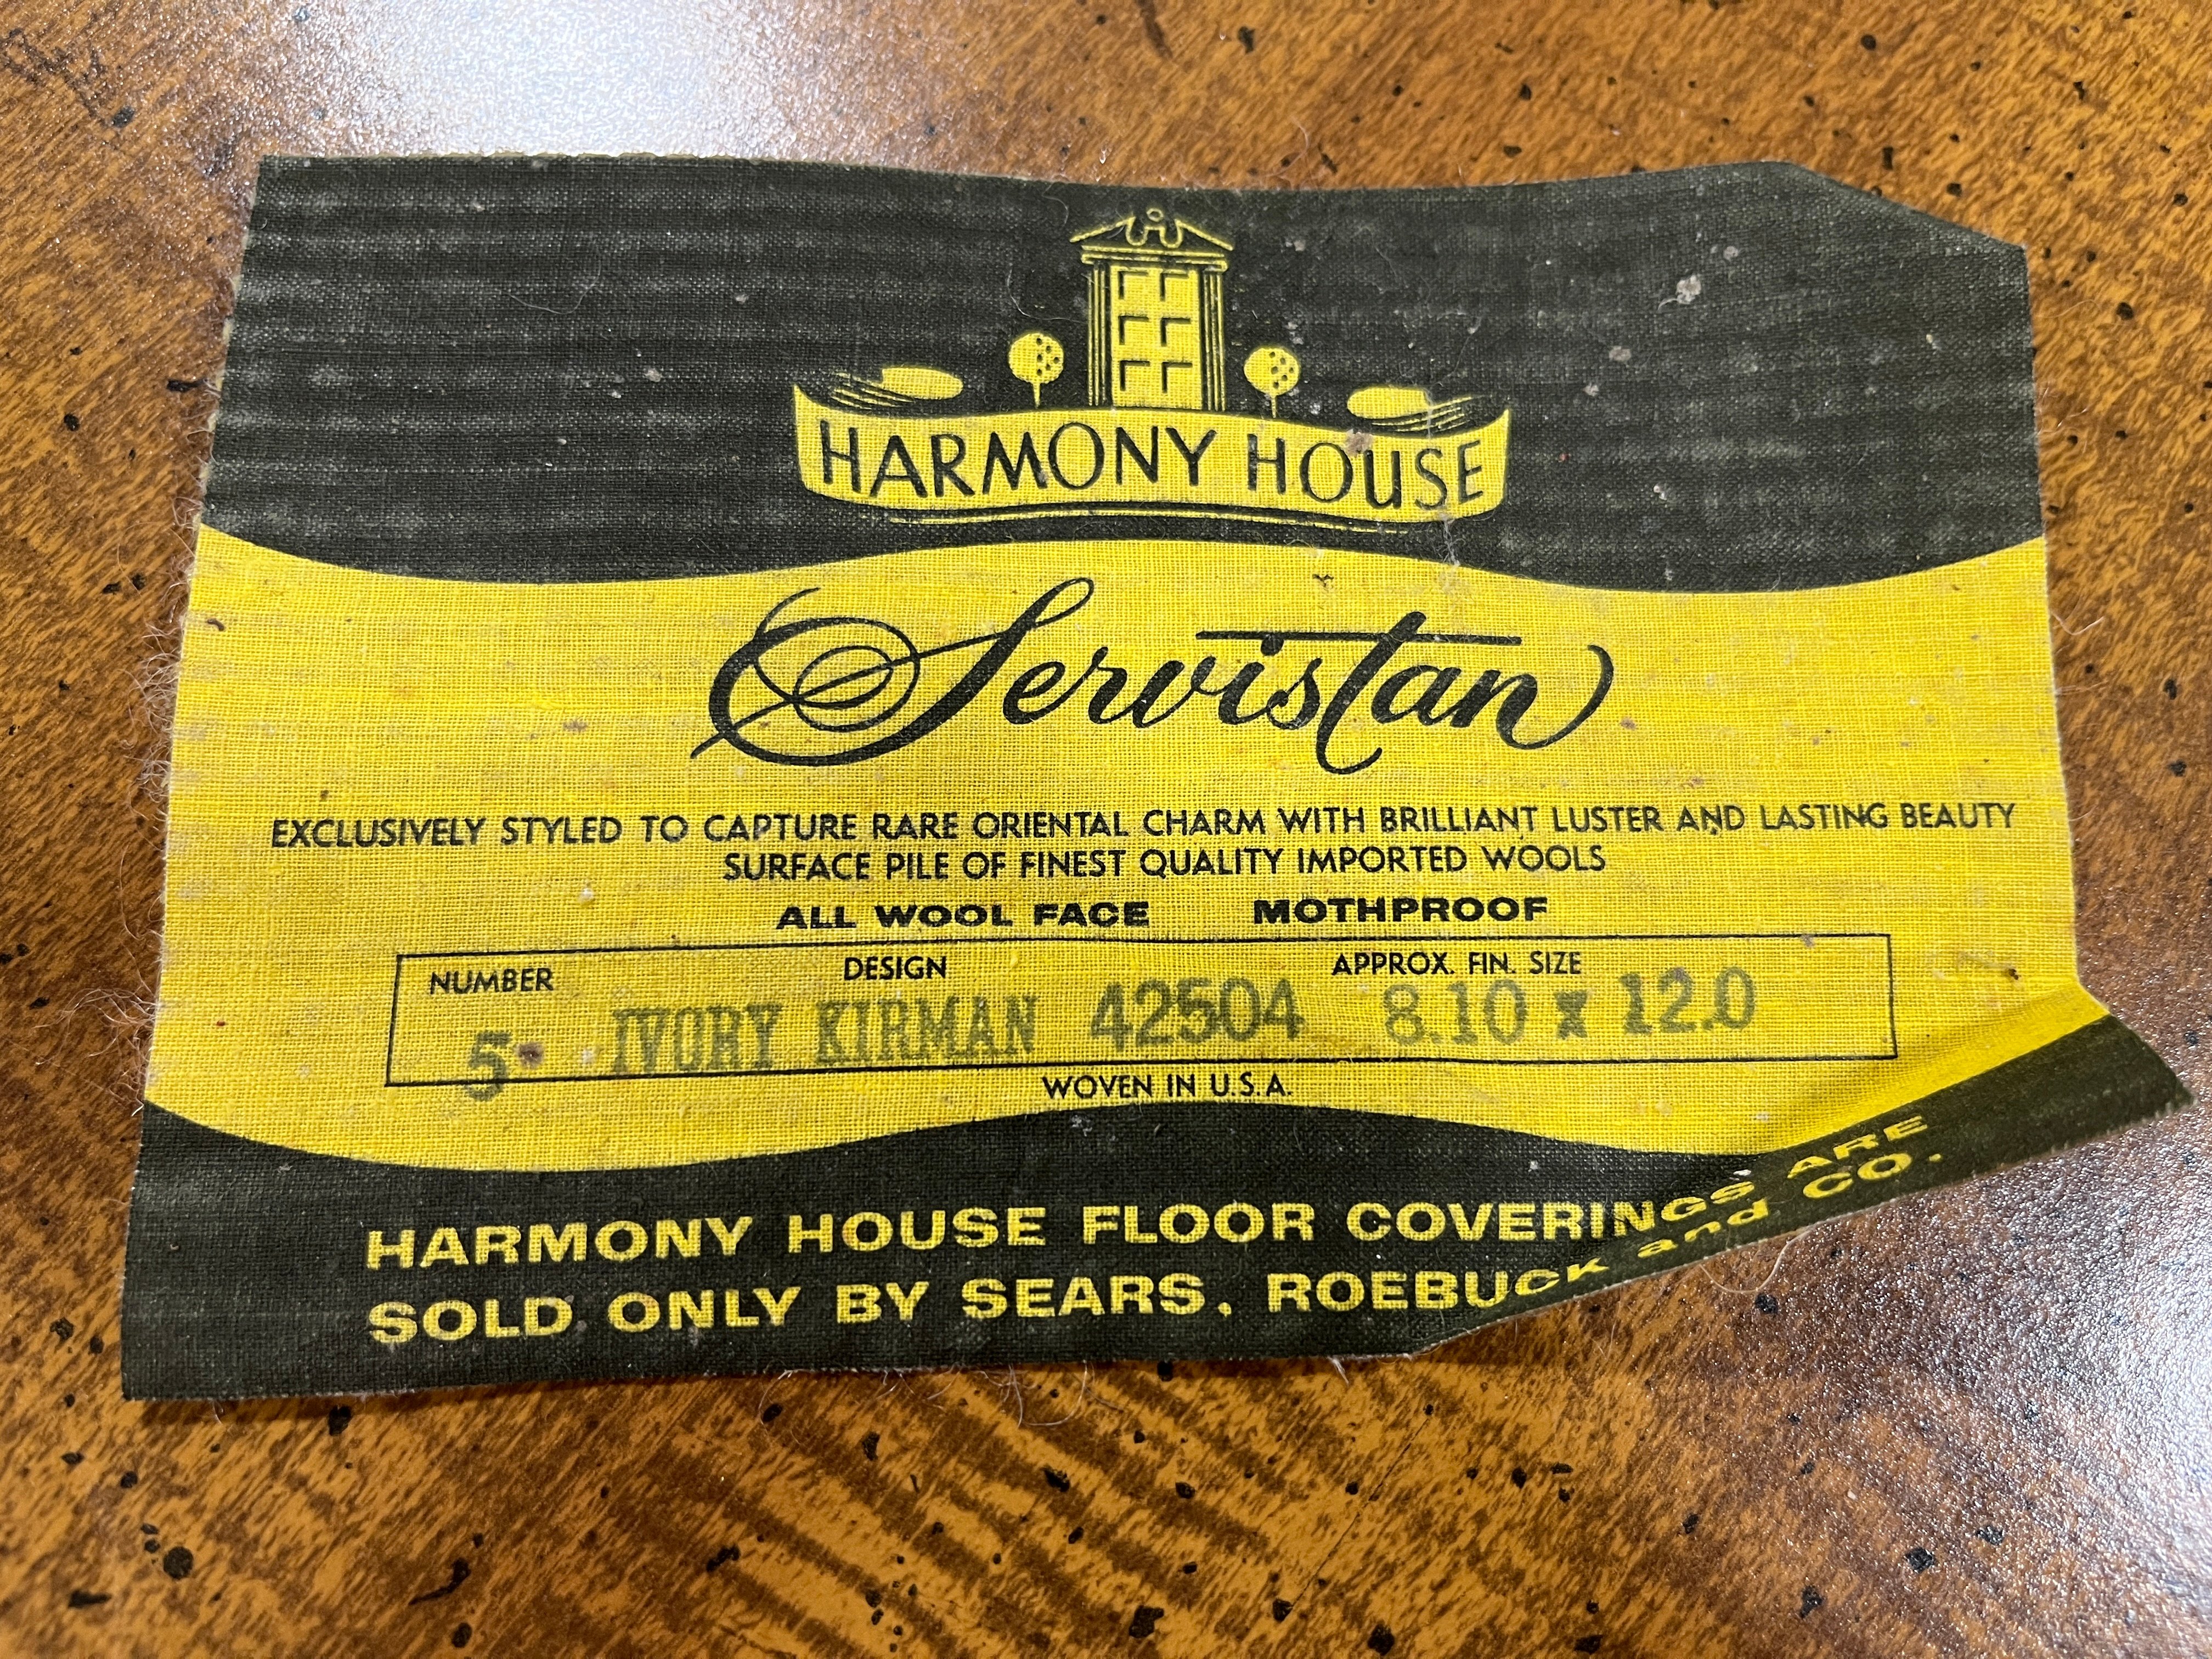 HARMONY HOUSE
Servistan
EXCLUSIVELY STYLED TO CAPTURE RARE ORIENTAL CHARM WITH BRILLIANT LUSTER AND LASTING BEAUTY
SURFACE PILE OF FINEST QUALITY IMPORTED WOOLS
ALL WOOL FACE MOTHPROOF
NUMBER DESIGN APPROX. FIN. SIZE
5 IVORY KIRMAN 42504 8.10 x 12.0
WOVEN IN U.S.A.
HARMONY HOUSE FLOOR COVERINGS ARE
SOLD ONLY BY SEARS, ROEBUCK and CO.